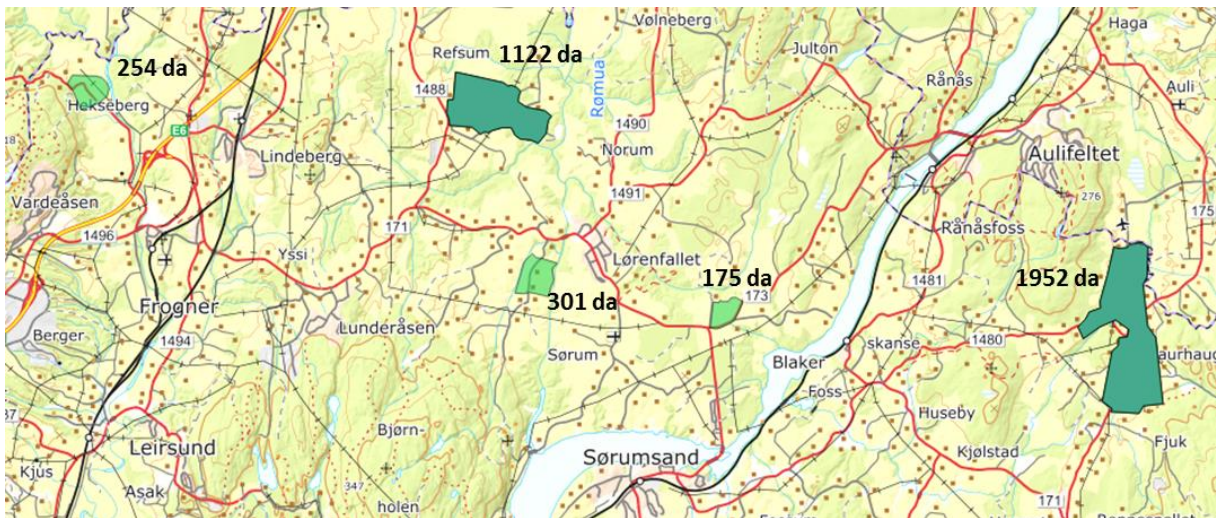 Vølneberg
Haga
Refsum
1122 da
Julton
254 da
Rånås
Hekseberg
1488
Rømua
Auli
E6
1490
Lindeberg
Norum
Aulifeltet
1491
276
Vardeåsen
175
171
Rånåsfoss
1496
Yssi
Lørenfallet
175 da
1952 da
173
1481
301 da
Frogner
Lunderåsen
Berger
1494
Sørum
skanse
1480
Blaker
aurhaug
Foss
Huseby
Bjørn-
Fjuk
Leirsund
Kjølstad
Sørumsand
Kjus
347
Asak
171
holen